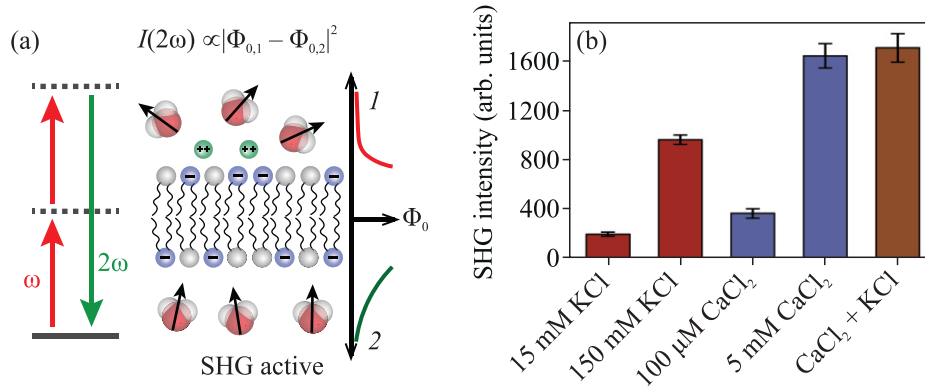 (a)
I(2ω) ∝|Φ₀,₁ − Φ₀,₂|²
1
ω
2ω
++
++
Φ₀
2
SHG active
(b)
SHG intensity (arb. units)
1600
1200
800
400
0
15 mM KCl
150 mM KCl
100 μM CaCl₂
5 mM CaCl₂
CaCl₂ + KCl